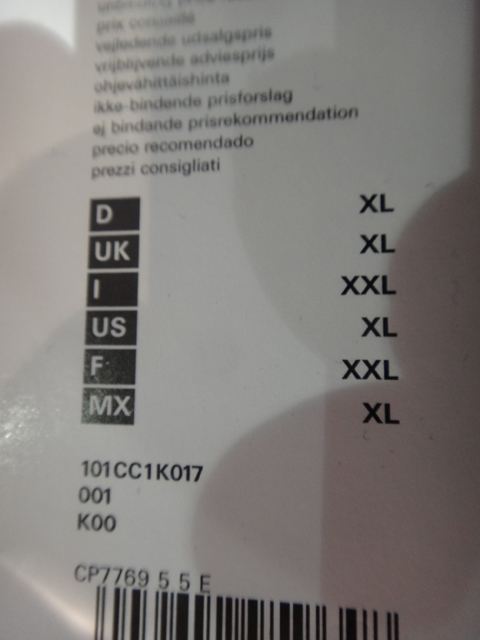 prix conseillé
vejledende udsalgspris
vrijblijvende adviesprijs
ohjevähittäishinta
ikke-bindende prisforslag
ej bindande prisrekommendation
precio recomendado
prezzi consigliati
D XL
UK XL
I XXL
US XL
F XXL
MX XL
101CC1K017
001
K00
CP7769 5 5 E